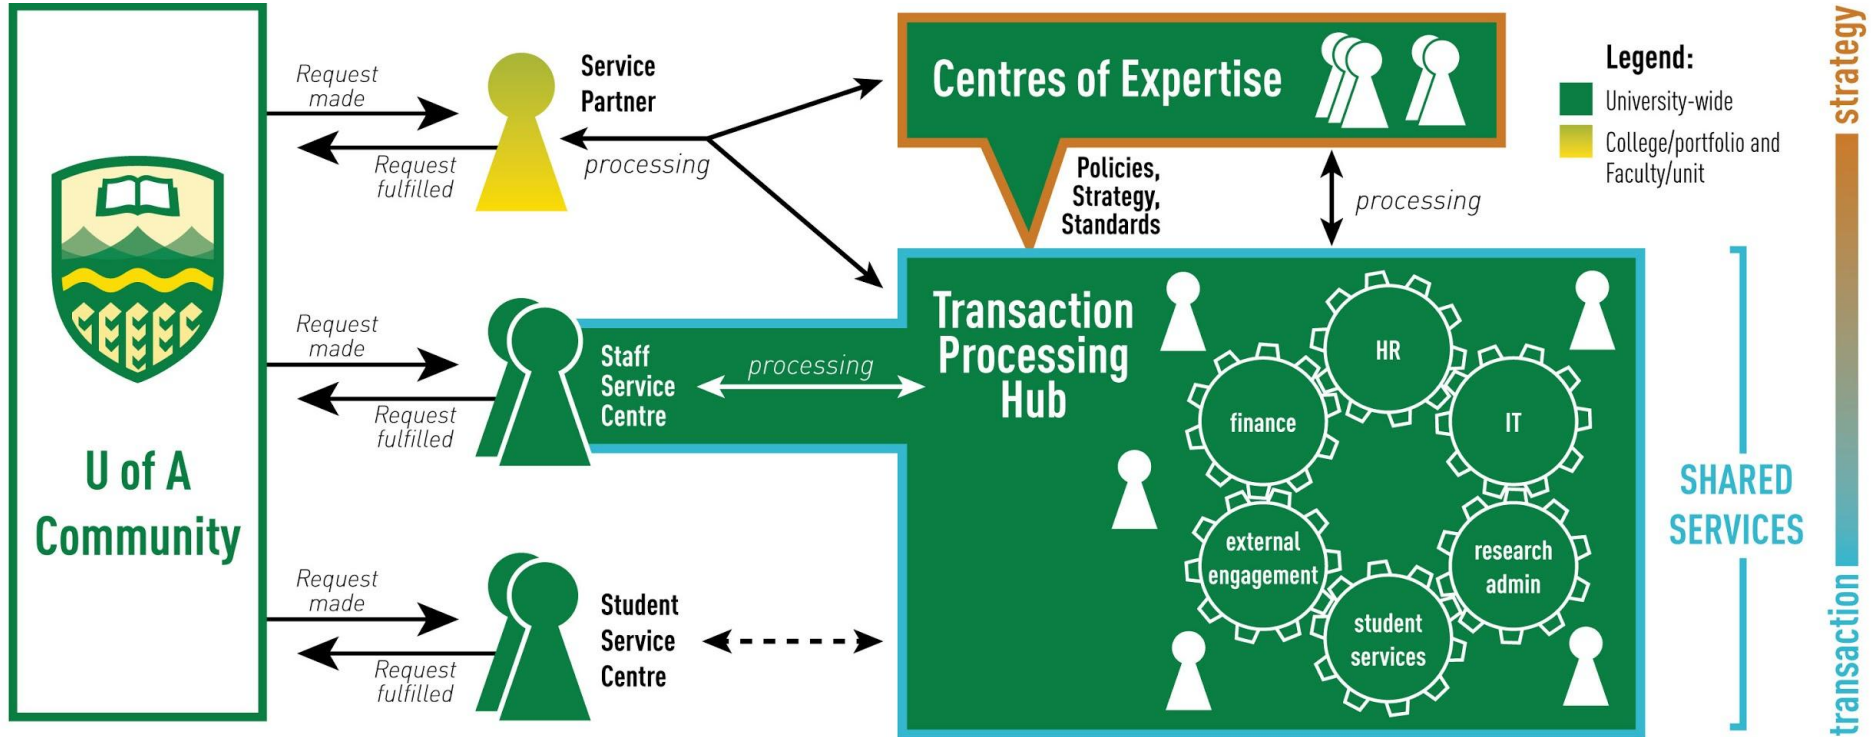 U of A
Community
Request
made
Request
fulfilled
Service
Partner
processing
Request
made
Request
fulfilled
Staff
Service
Centre
processing
Request
made
Request
fulfilled
Student
Service
Centre
Centres of Expertise
Policies,
Strategy,
Standards
processing
Transaction
Processing
Hub
HR
finance
IT
external
engagement
research
admin
student
services
Legend:
University-wide
College/portfolio and
Faculty/unit
SHARED
SERVICES
strategy
transaction